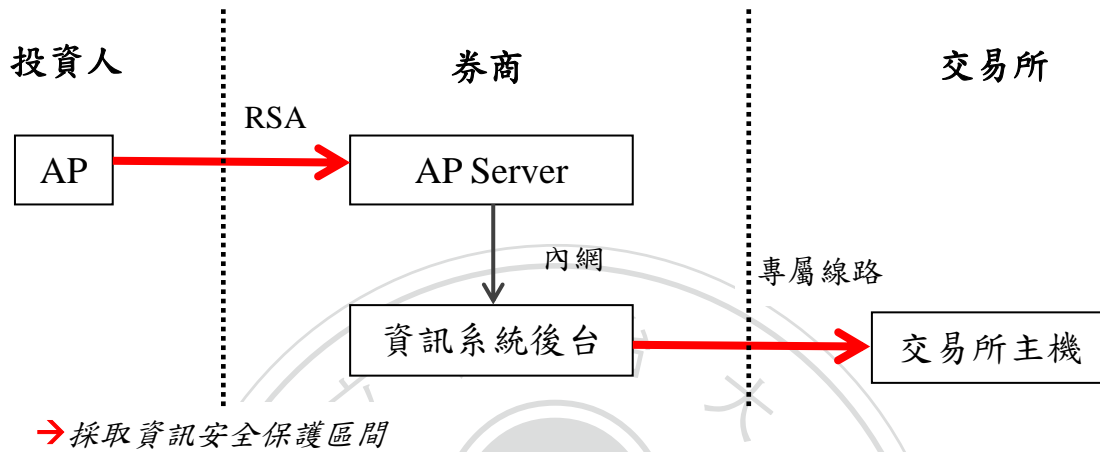 投資人 券商 交易所
RSA
AP AP Server
內網
專屬線路
資訊系統後台 交易所主機
採取資訊安全保護區間